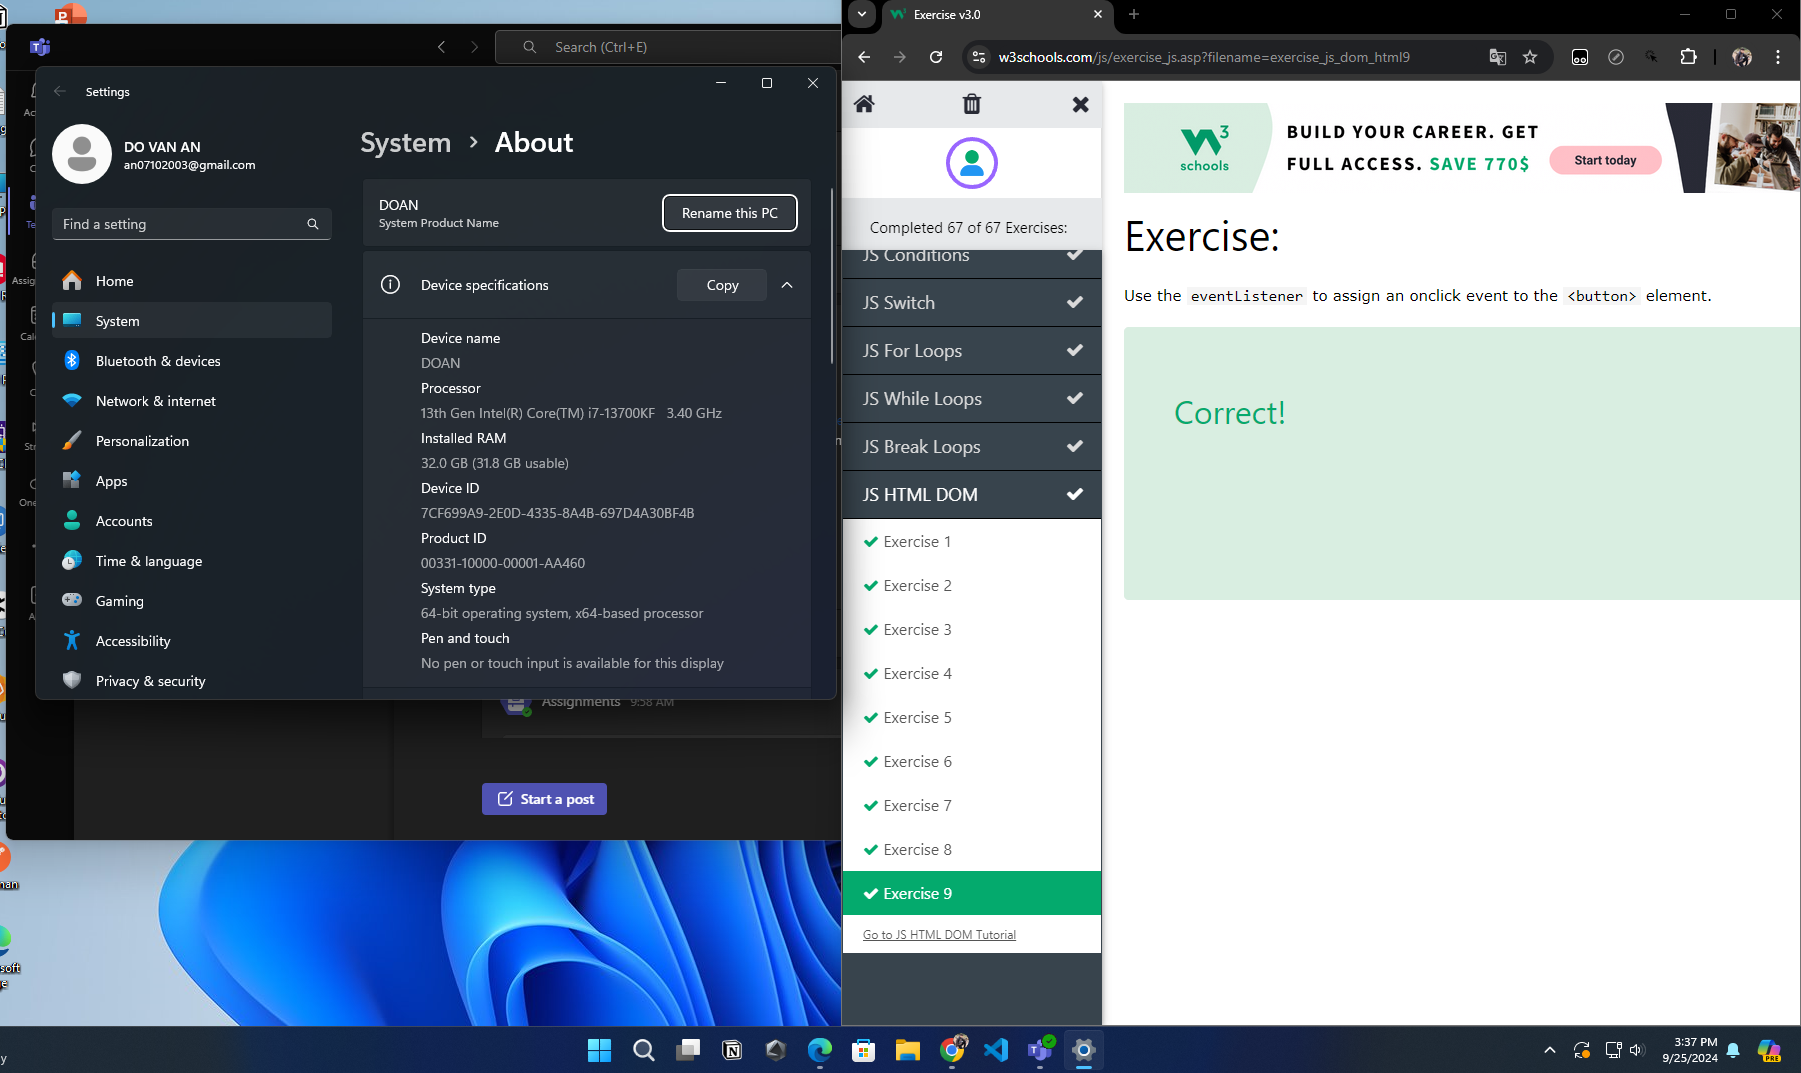 Search (Ctrl+E)
Settings
DO VAN AN
an07102003@gmail.com
Find a setting
Home
System
Bluetooth & devices
Network & internet
Personalization
Apps
Accounts
Time & language
Gaming
Accessibility
Privacy & security
System > About
DOAN
System Product Name
Rename this PC
Device specifications
Copy
Device name
DOAN
Processor
13th Gen Intel(R) Core(TM) i7-13700KF 3.40 GHz
Installed RAM
32.0 GB (31.8 GB usable)
Device ID
7CF699A9-2E0D-4335-8A4B-697D4A30BF4B
Product ID
00331-10000-00001-AA460
System type
64-bit operating system, x64-based processor
Pen and touch
No pen or touch input is available for this display
Assignments 9:58 AM
Start a post
Exercise v3.0
w3schools.com/js/exercise_js.asp?filename=exercise_js_dom_html9
Completed 67 of 67 Exercises:
JS Conditions
JS Switch
JS For Loops
JS While Loops
JS Break Loops
JS HTML DOM
Exercise 1
Exercise 2
Exercise 3
Exercise 4
Exercise 5
Exercise 6
Exercise 7
Exercise 8
Exercise 9
Go to JS HTML DOM Tutorial
w3 schools
BUILD YOUR CAREER. GET
FULL ACCESS. SAVE 770$
Start today
Exercise:
Use the eventListener to assign an onclick event to the <button> element.
Correct!
3:37 PM
9/25/2024
PRE